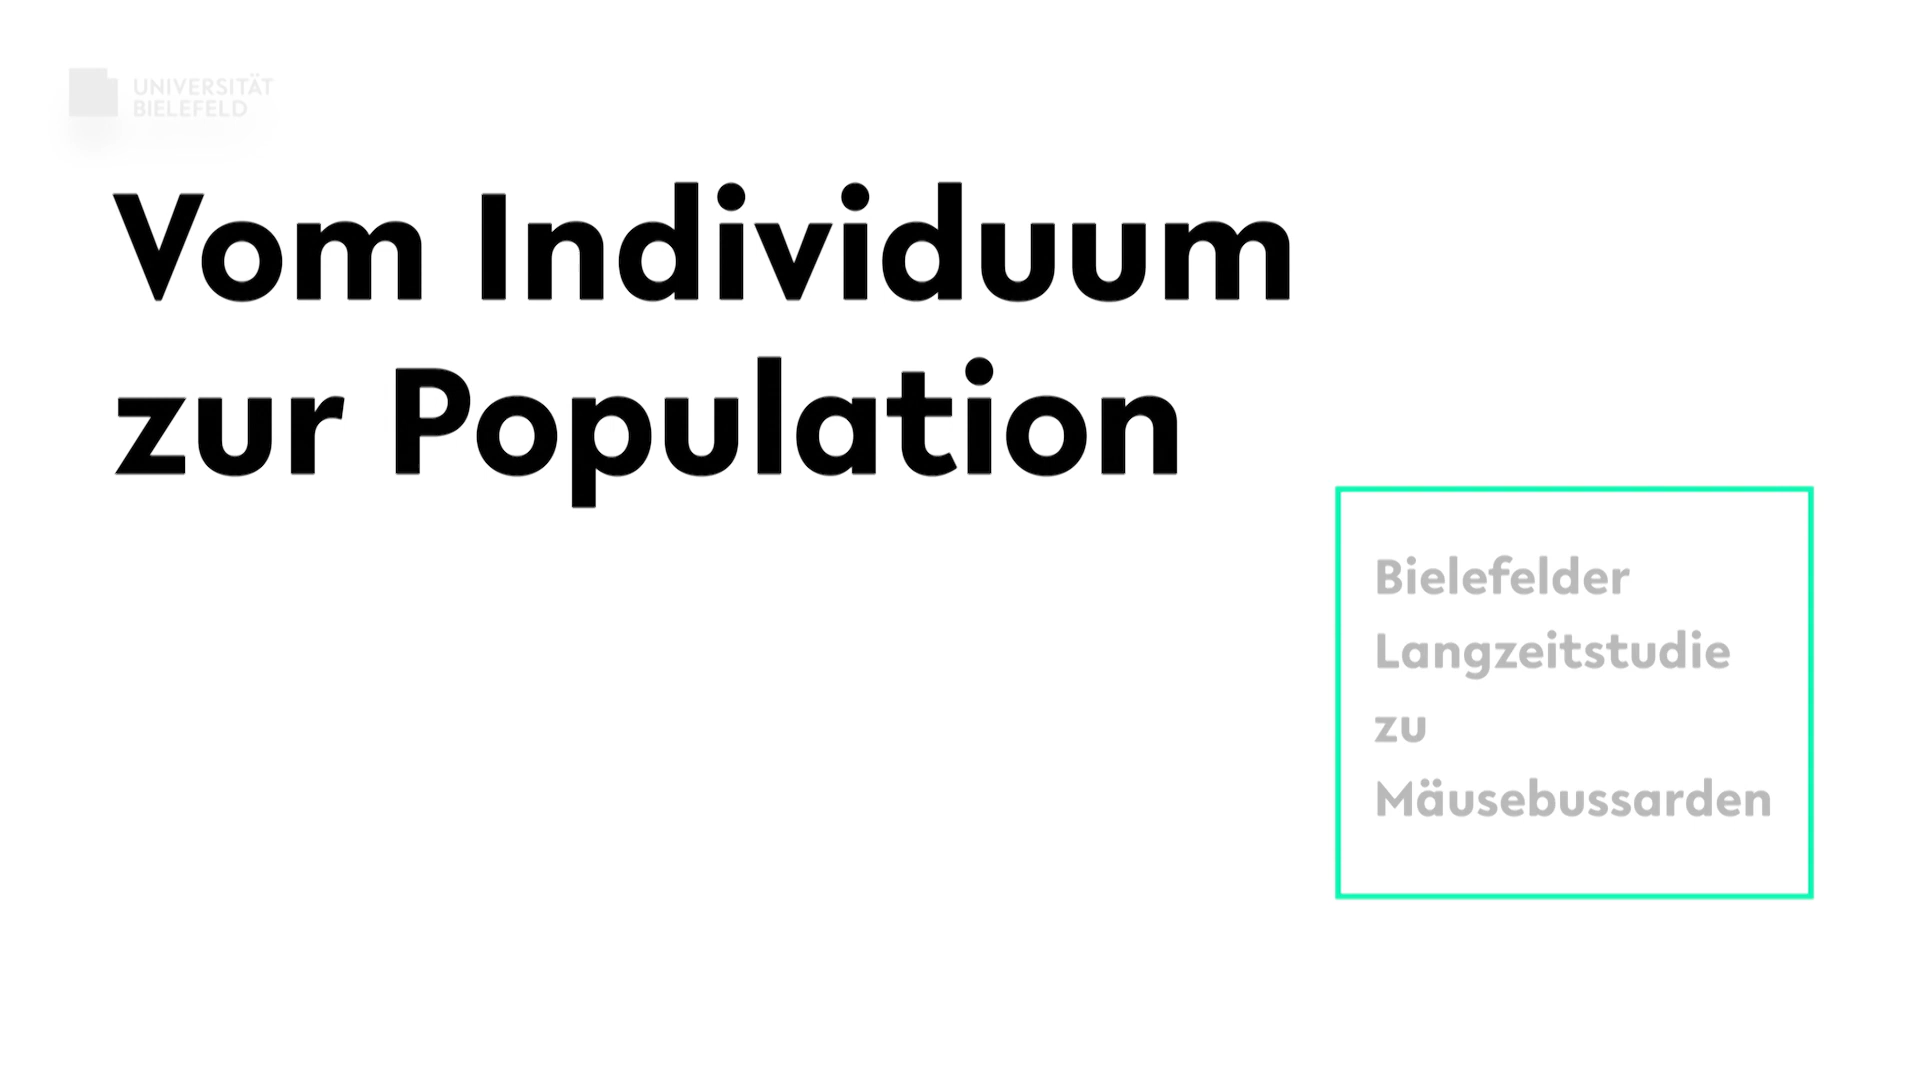 UNIVERSITÄT
BIELEFELD
Vom Individuum
zur Population
Bielefelder
Langzeitstudie
zu
Mäusebussarden